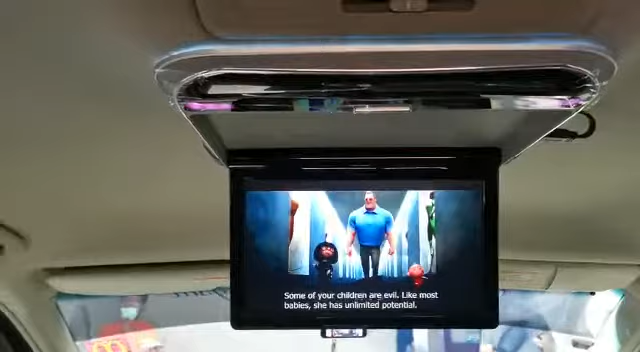 Some of your children are evil. Like most
babies, she has unlimited potential.